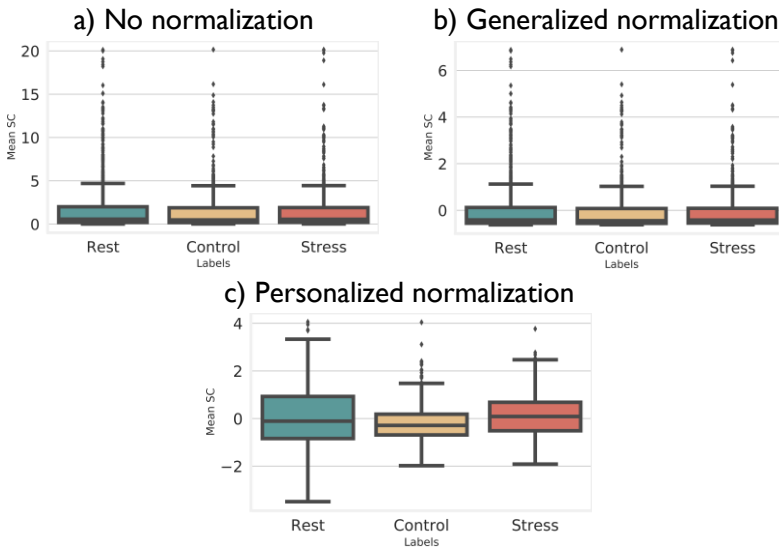 a) No normalization
20
15
10
5
0
Mean SC
Rest
Control
Stress
Labels
b) Generalized normalization
6
4
2
0
Mean SC
Rest
Control
Stress
Labels
c) Personalized normalization
4
2
0
−2
Mean SC
Rest
Control
Stress
Labels